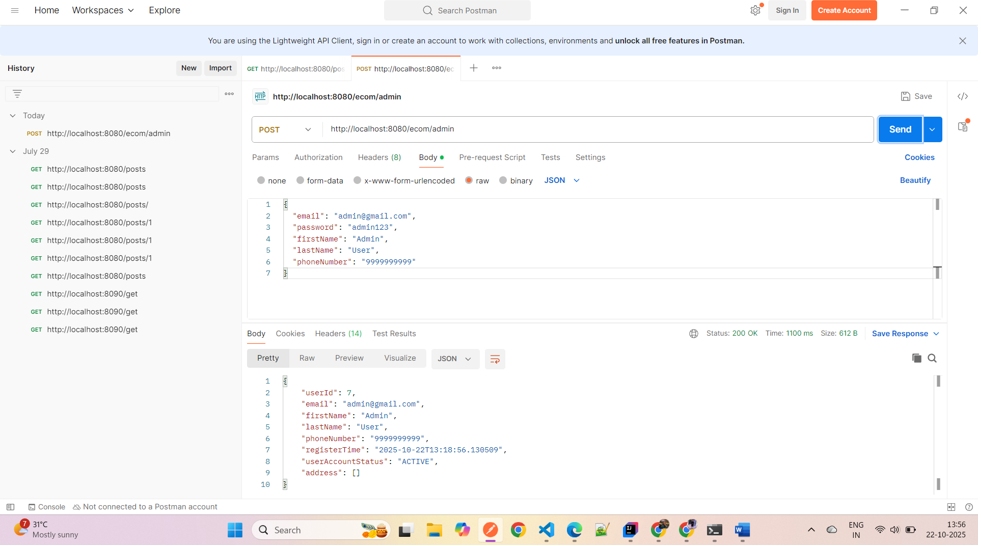 Home Workspaces Explore Search Postman Sign In Create Account
You are using the Lightweight API Client, sign in or create an account to work with collections, environments and unlock all free features in Postman.
History New Import
GET http://localhost:8080/pos POST http://localhost:8080/ec
Today
POST http://localhost:8080/ecom/admin
July 29
GET http://localhost:8080/posts
GET http://localhost:8080/posts
GET http://localhost:8080/posts/
GET http://localhost:8080/posts/1
GET http://localhost:8080/posts/1
GET http://localhost:8080/posts/1
GET http://localhost:8080/posts
GET http://localhost:8090/get
GET http://localhost:8090/get
GET http://localhost:8090/get
http://localhost:8080/ecom/admin Save
POST http://localhost:8080/ecom/admin Send
Params Authorization Headers (8) Body Pre-request Script Tests Settings Cookies
none form-data x-www-form-urlencoded raw binary JSON Beautify
1 {
2 "email": "admin@gmail.com",
3 "password": "admin123",
4 "firstName": "Admin",
5 "lastName": "User",
6 "phoneNumber": "9999999999"
7 }
Body Cookies Headers (14) Test Results Status: 200 OK Time: 1100 ms Size: 612 B Save Response
Pretty Raw Preview Visualize JSON
1 {
2 "userId": 7,
3 "email": "admin@gmail.com",
4 "firstName": "Admin",
5 "lastName": "User",
6 "phoneNumber": "9999999999",
7 "registerTime": "2025-10-22T13:18:56.130509",
8 "userAccountStatus": "ACTIVE",
9 "address": []
10 }
Console Not connected to a Postman account
7 31°C
Mostly sunny
Search
ENG
IN
13:56
22-10-2025